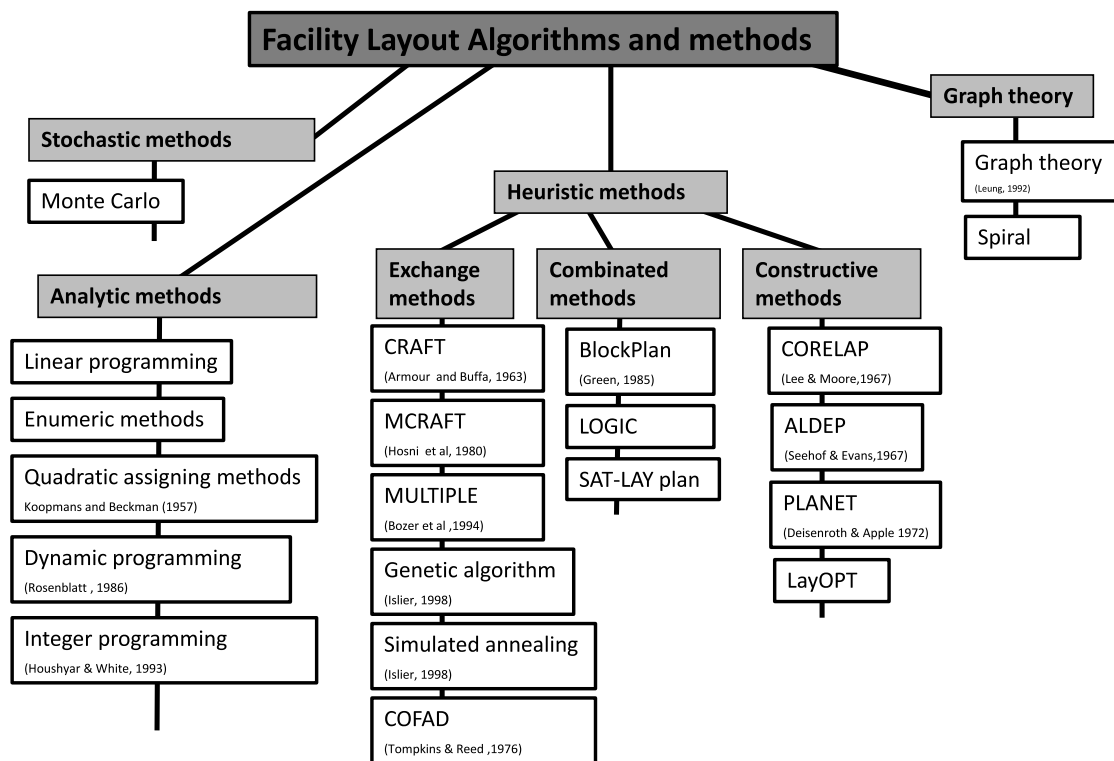 Facility Layout Algorithms and methods
Graph theory
Graph theory
(Leung, 1992)
Spiral
Stochastic methods
Monte Carlo
Heuristic methods
Analytic methods
Linear programming
Enumeric methods
Quadratic assigning methods
Koopmans and Beckman (1957)
Dynamic programming
(Rosenblatt , 1986)
Integer programming
(Houshyar & White, 1993)
Exchange
methods
CRAFT
(Armour and Buffa, 1963)
MCRAFT
(Hosni et al, 1980)
MULTIPLE
(Bozer et al ,1994)
Genetic algorithm
(Islier, 1998)
Simulated annealing
(Islier, 1998)
COFAD
(Tompkins & Reed ,1976)
Combinated
methods
BlockPlan
(Green, 1985)
LOGIC
SAT-LAY plan
Constructive
methods
CORELAP
(Lee & Moore,1967)
ALDEP
(Seehof & Evans,1967)
PLANET
(Deisenroth & Apple 1972)
LayOPT